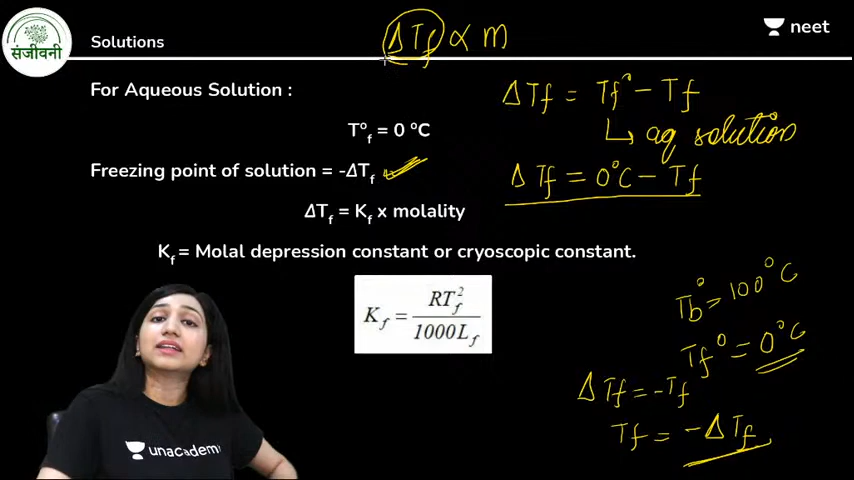 संजीवनी
Solutions
ΔTf ∝ m
neet
For Aqueous Solution :
T°f = 0 °C
Freezing point of solution = -ΔTf
ΔTf = Kf x molality
Kf = Molal depression constant or cryoscopic constant.
Kf = RTf² / 1000Lf
ΔTf = Tf° - Tf
↳ aq solution
ΔTf = 0°C - Tf
Tb° = 100°C
Tf° = 0°C
ΔTf = -Tf
Tf = -ΔTf
unacademy